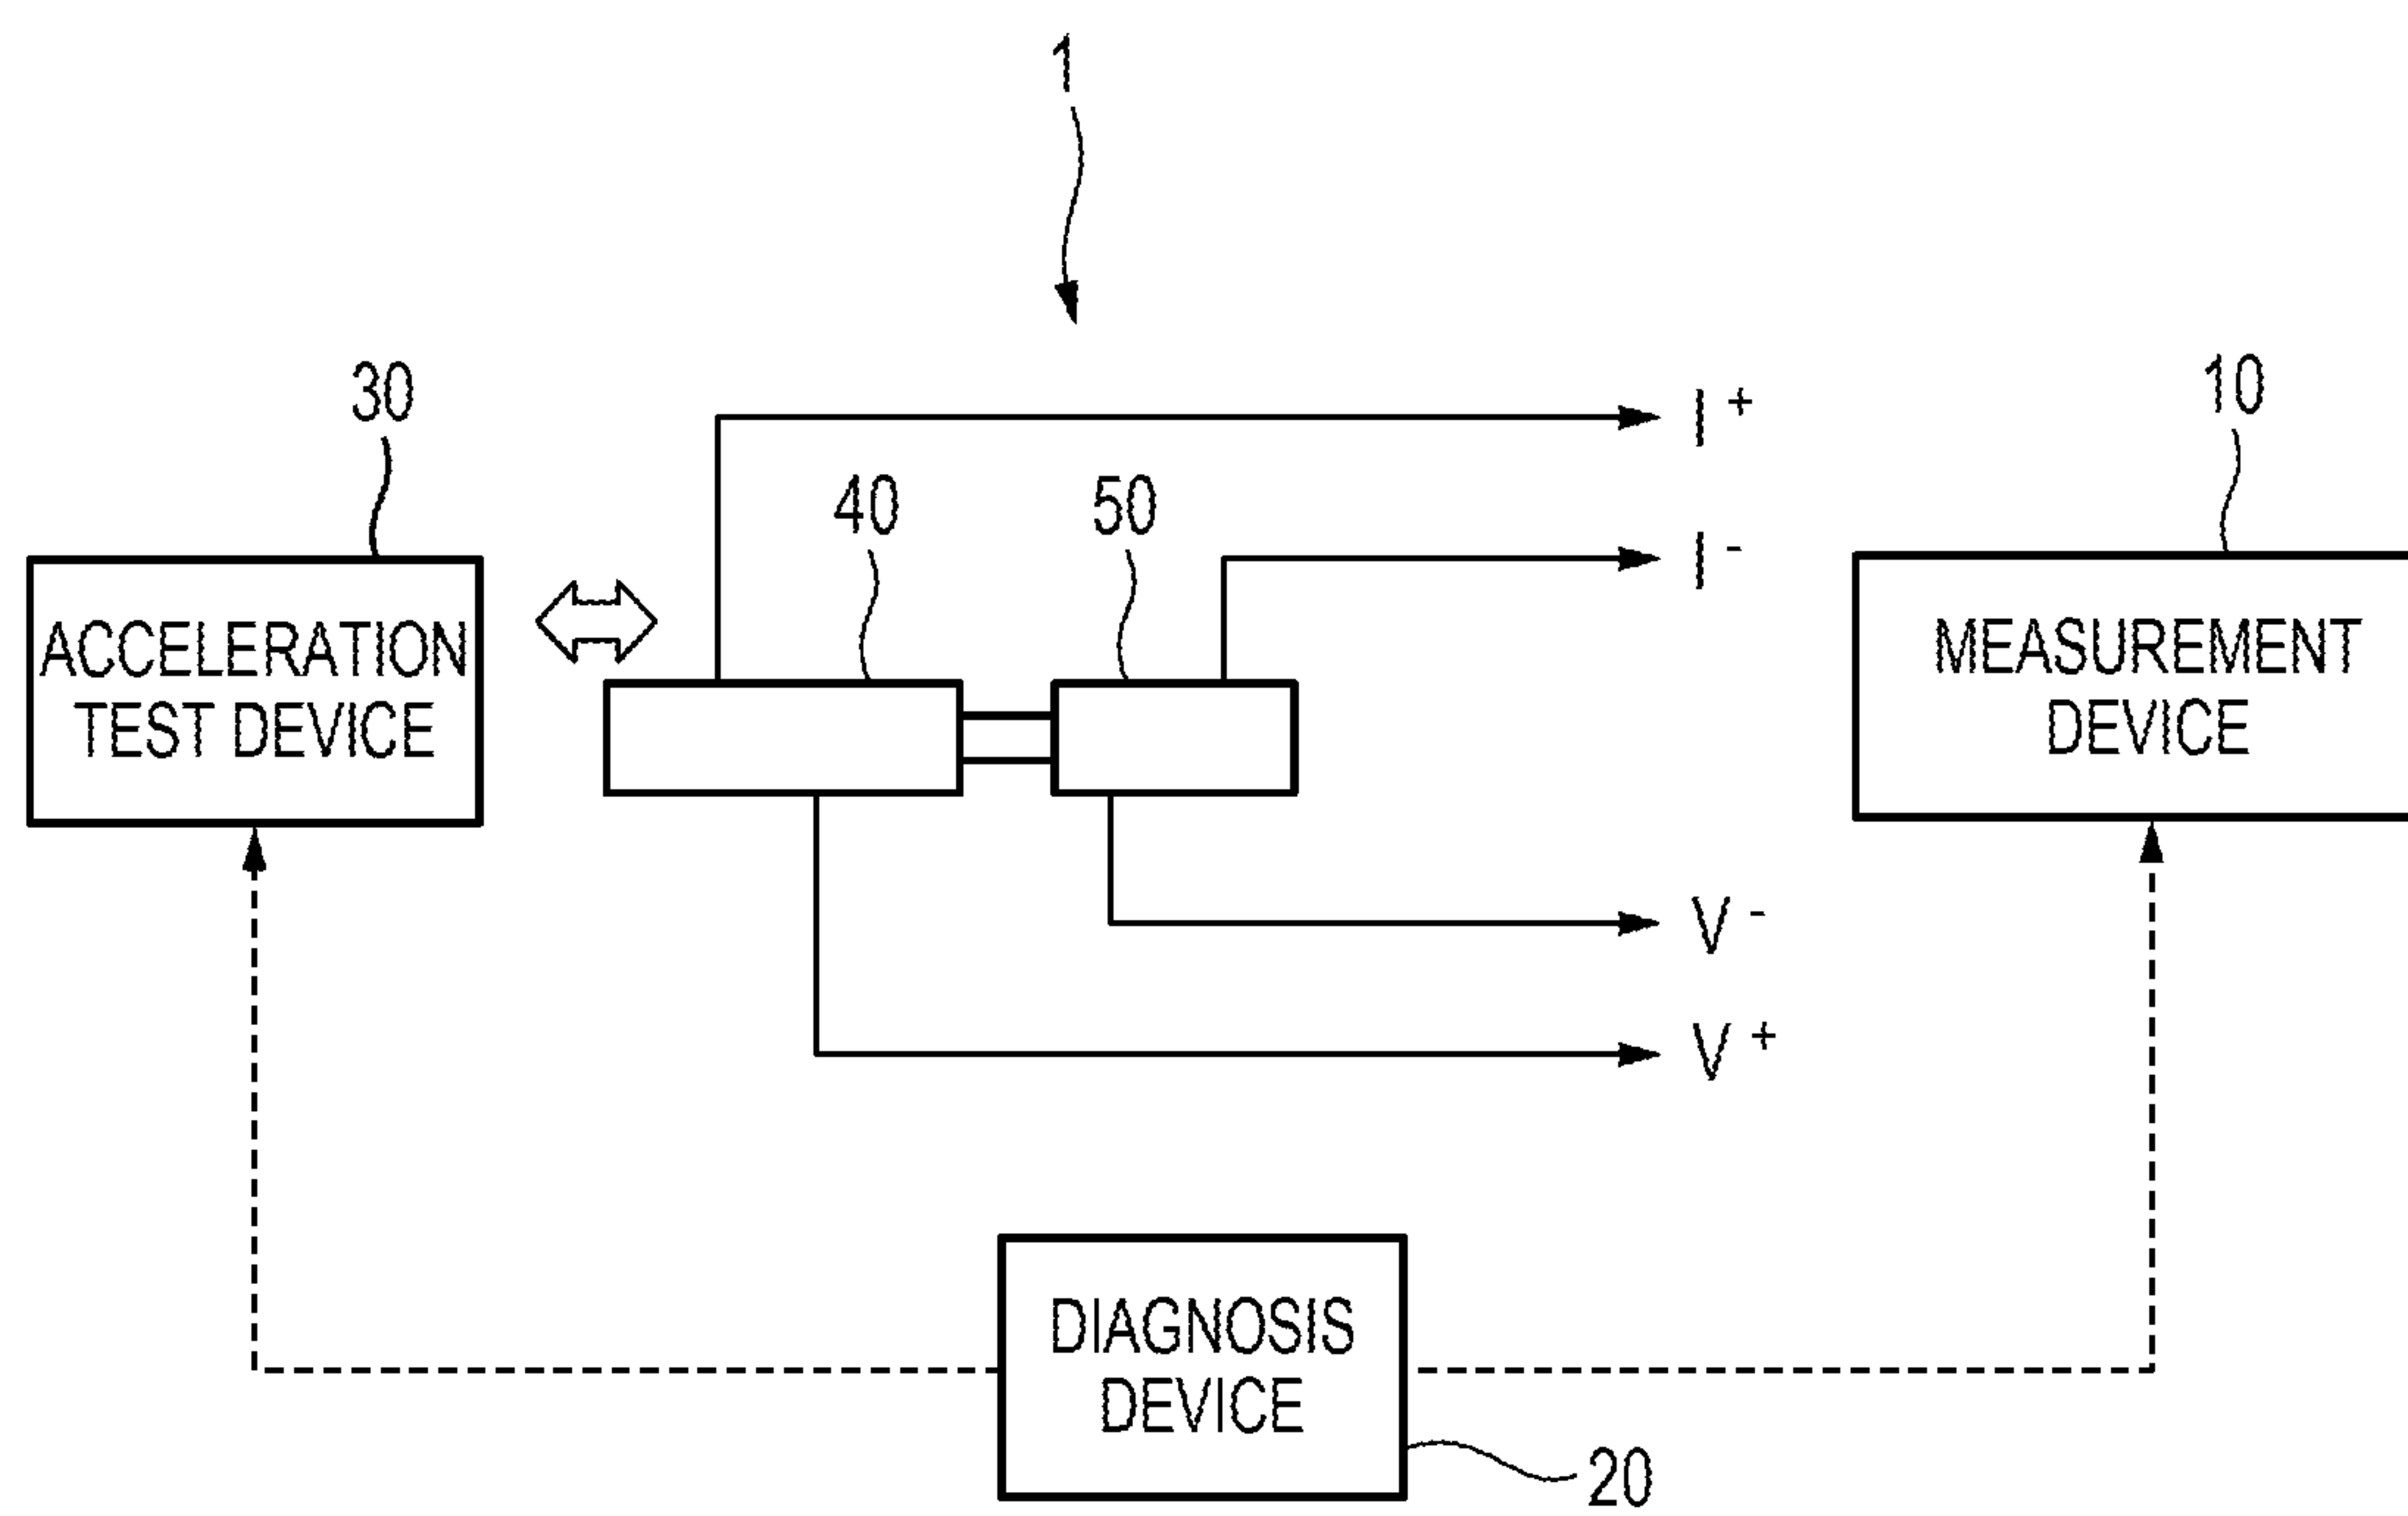 1
30
10
I +
40
50
I -
ACCELERATION
TEST DEVICE
MEASUREMENT
DEVICE
V -
V +
DIAGNOSIS
DEVICE
20